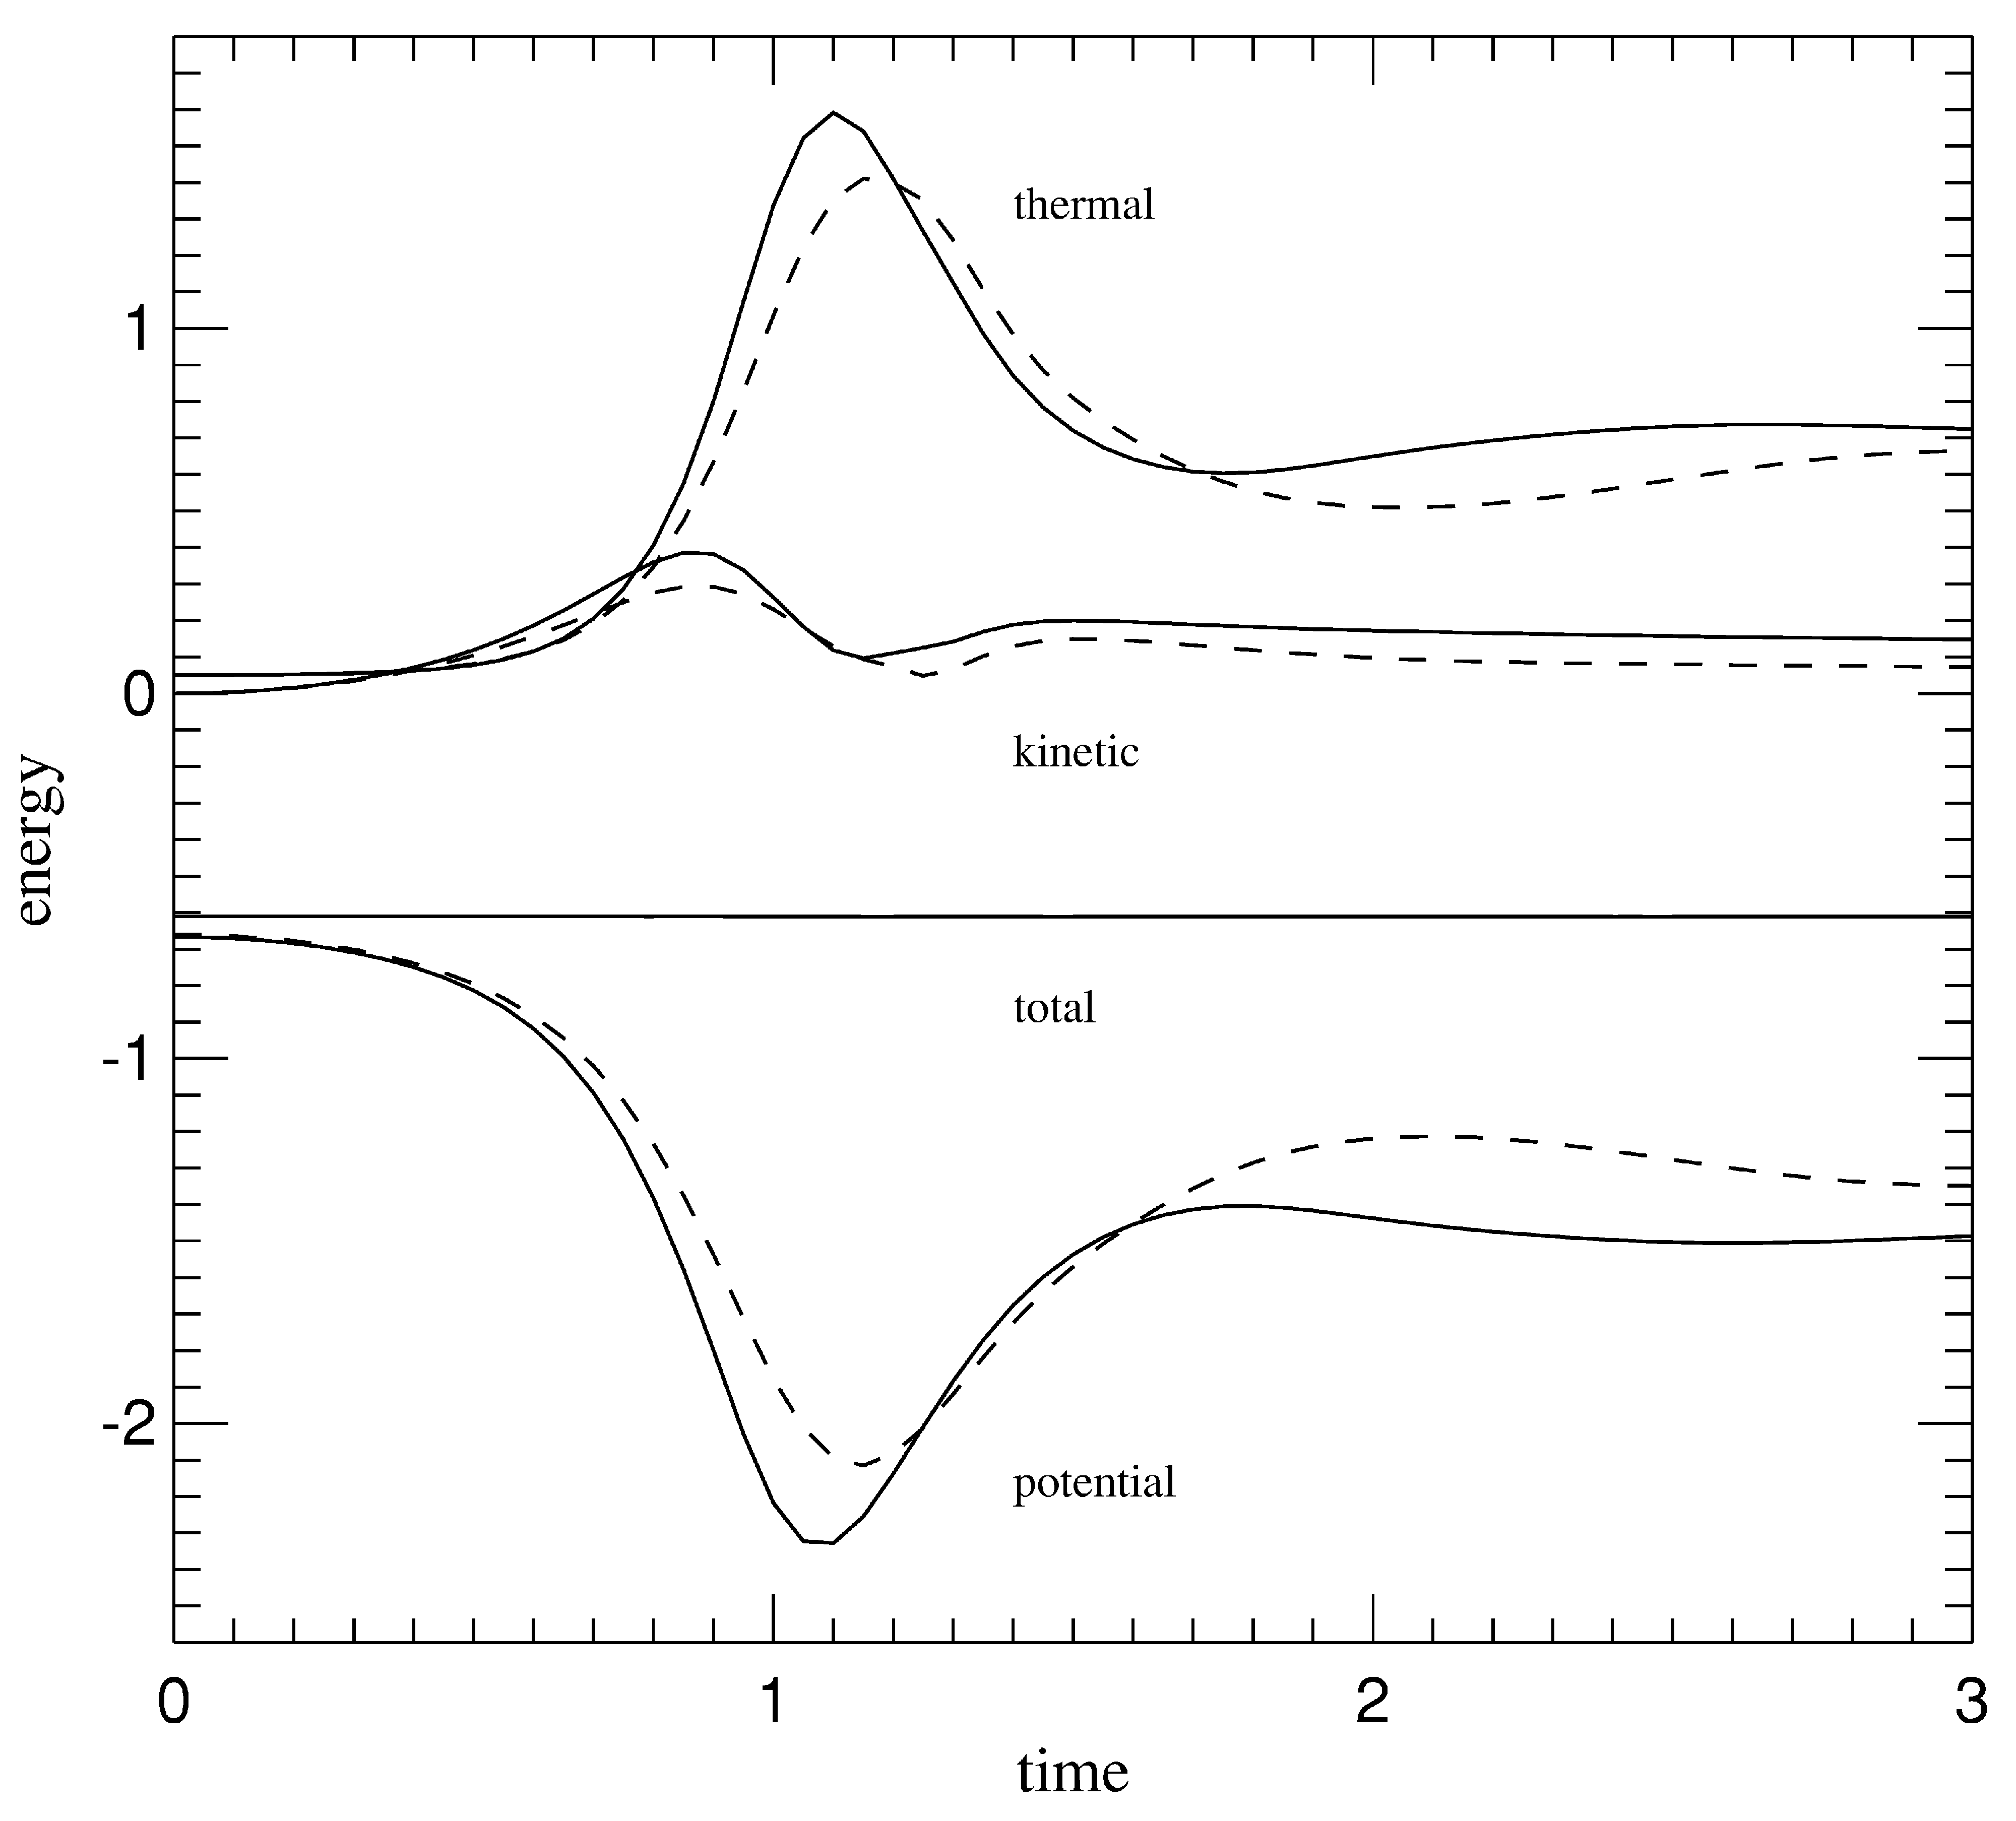 thermal
1
0
kinetic
energy
total
-1
-2
potential
0 1 2 3
time